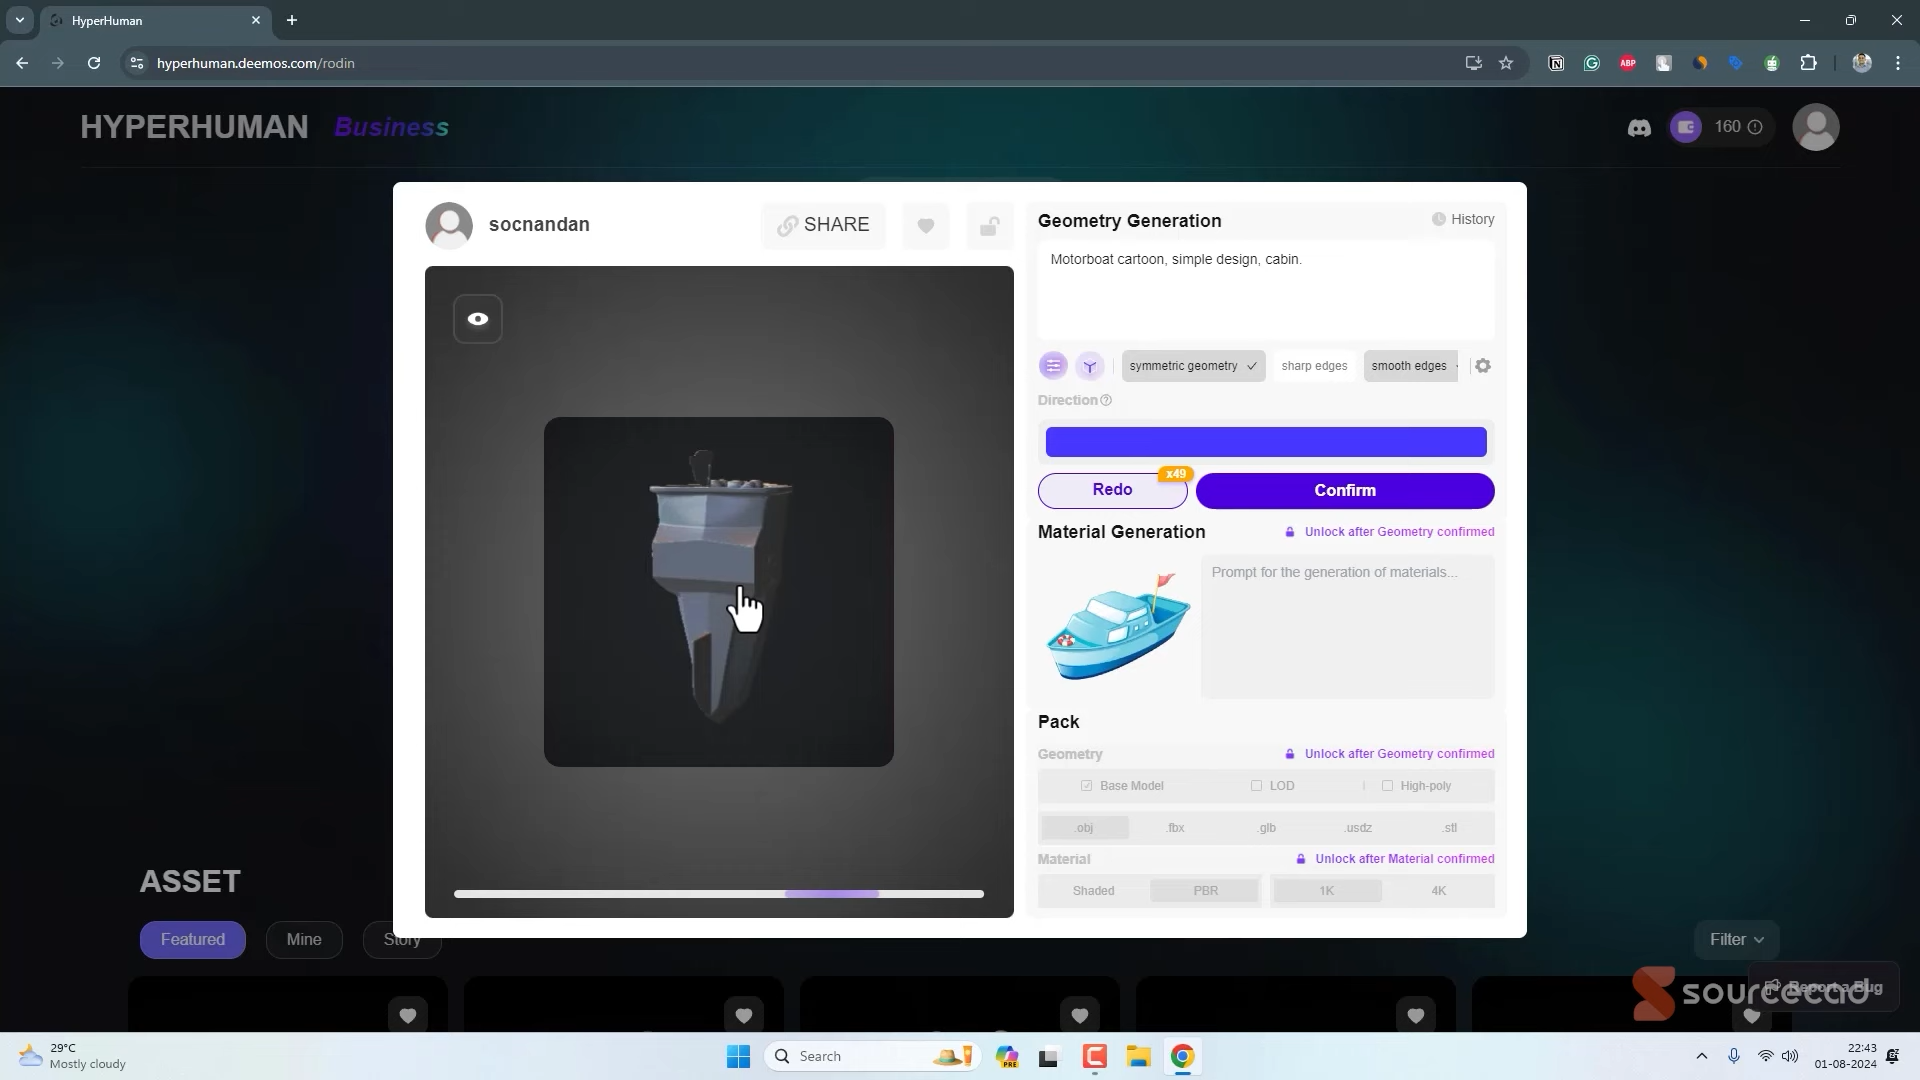 HyperHuman
hyperhuman.deemos.com/rodin
ABP
HYPERHUMAN Business
160
socnandan
SHARE
Geometry Generation
History
Motorboat cartoon, simple design, cabin.
symmetric geometry
sharp edges
smooth edges
Direction
x49
Redo
Confirm
Material Generation
Unlock after Geometry confirmed
Prompt for the generation of materials...
Pack
Geometry
Unlock after Geometry confirmed
Base Model
LOD
High-poly
.obj
.fbx
.glb
.usdz
.stl
Material
Unlock after Material confirmed
Shaded
PBR
1K
4K
ASSET
Featured
Mine
Story
Filter
Report a Bug
sourcecad
29°C
Mostly cloudy
Search
PRE
22:43
01-08-2024